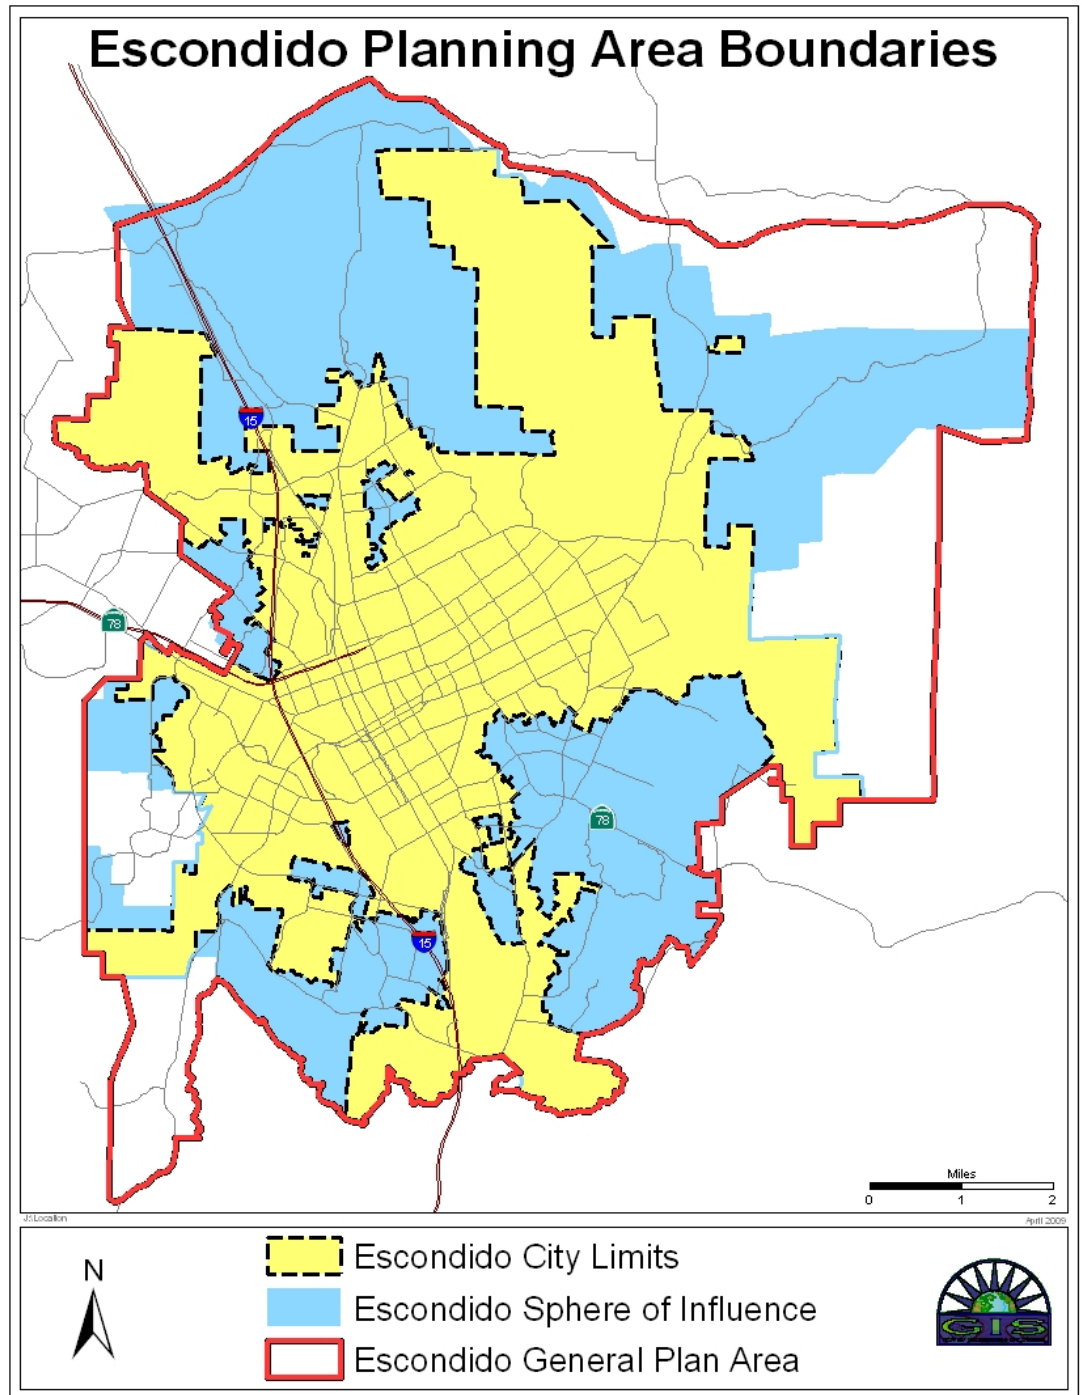 Escondido Planning Area Boundaries
15
78
78
15
Miles
0 1 2
J:\Location
April 2009
N
Escondido City Limits
Escondido Sphere of Influence
Escondido General Plan Area
GIS